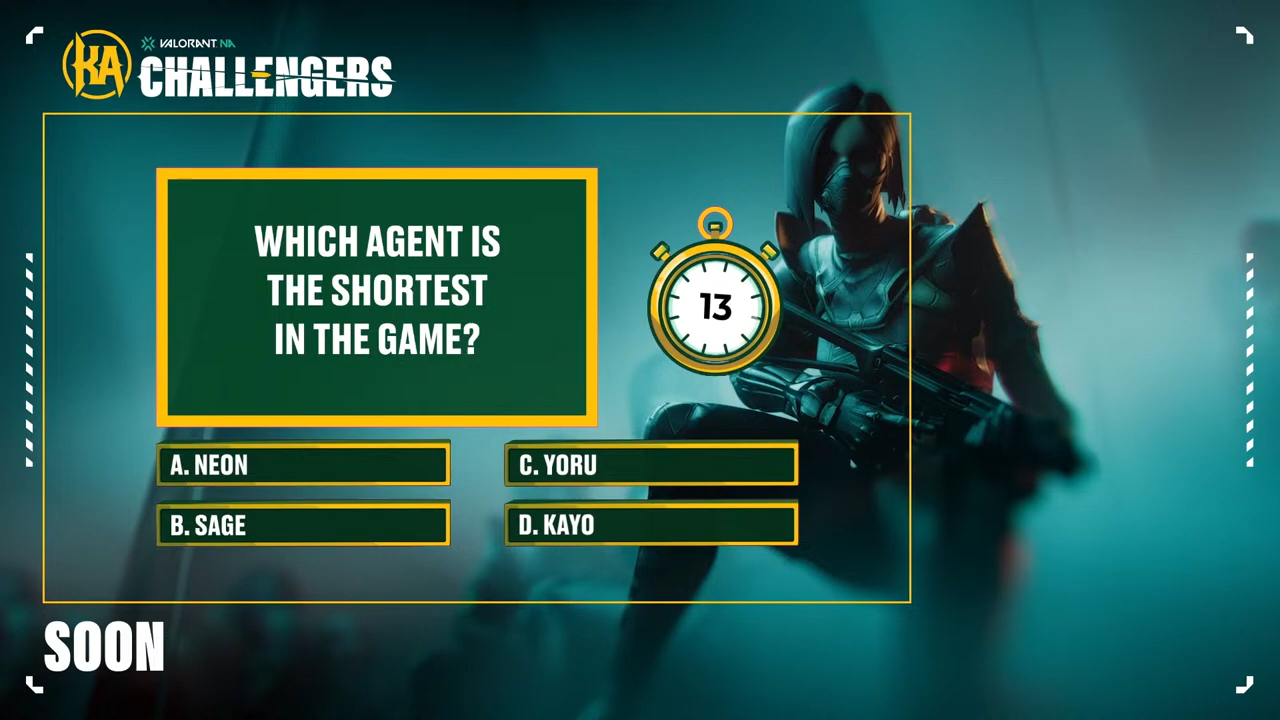 KA
VALORANT NA
CHALLENGERS
WHICH AGENT IS
THE SHORTEST
IN THE GAME?
13
A. NEON
C. YORU
B. SAGE
D. KAYO
SOON